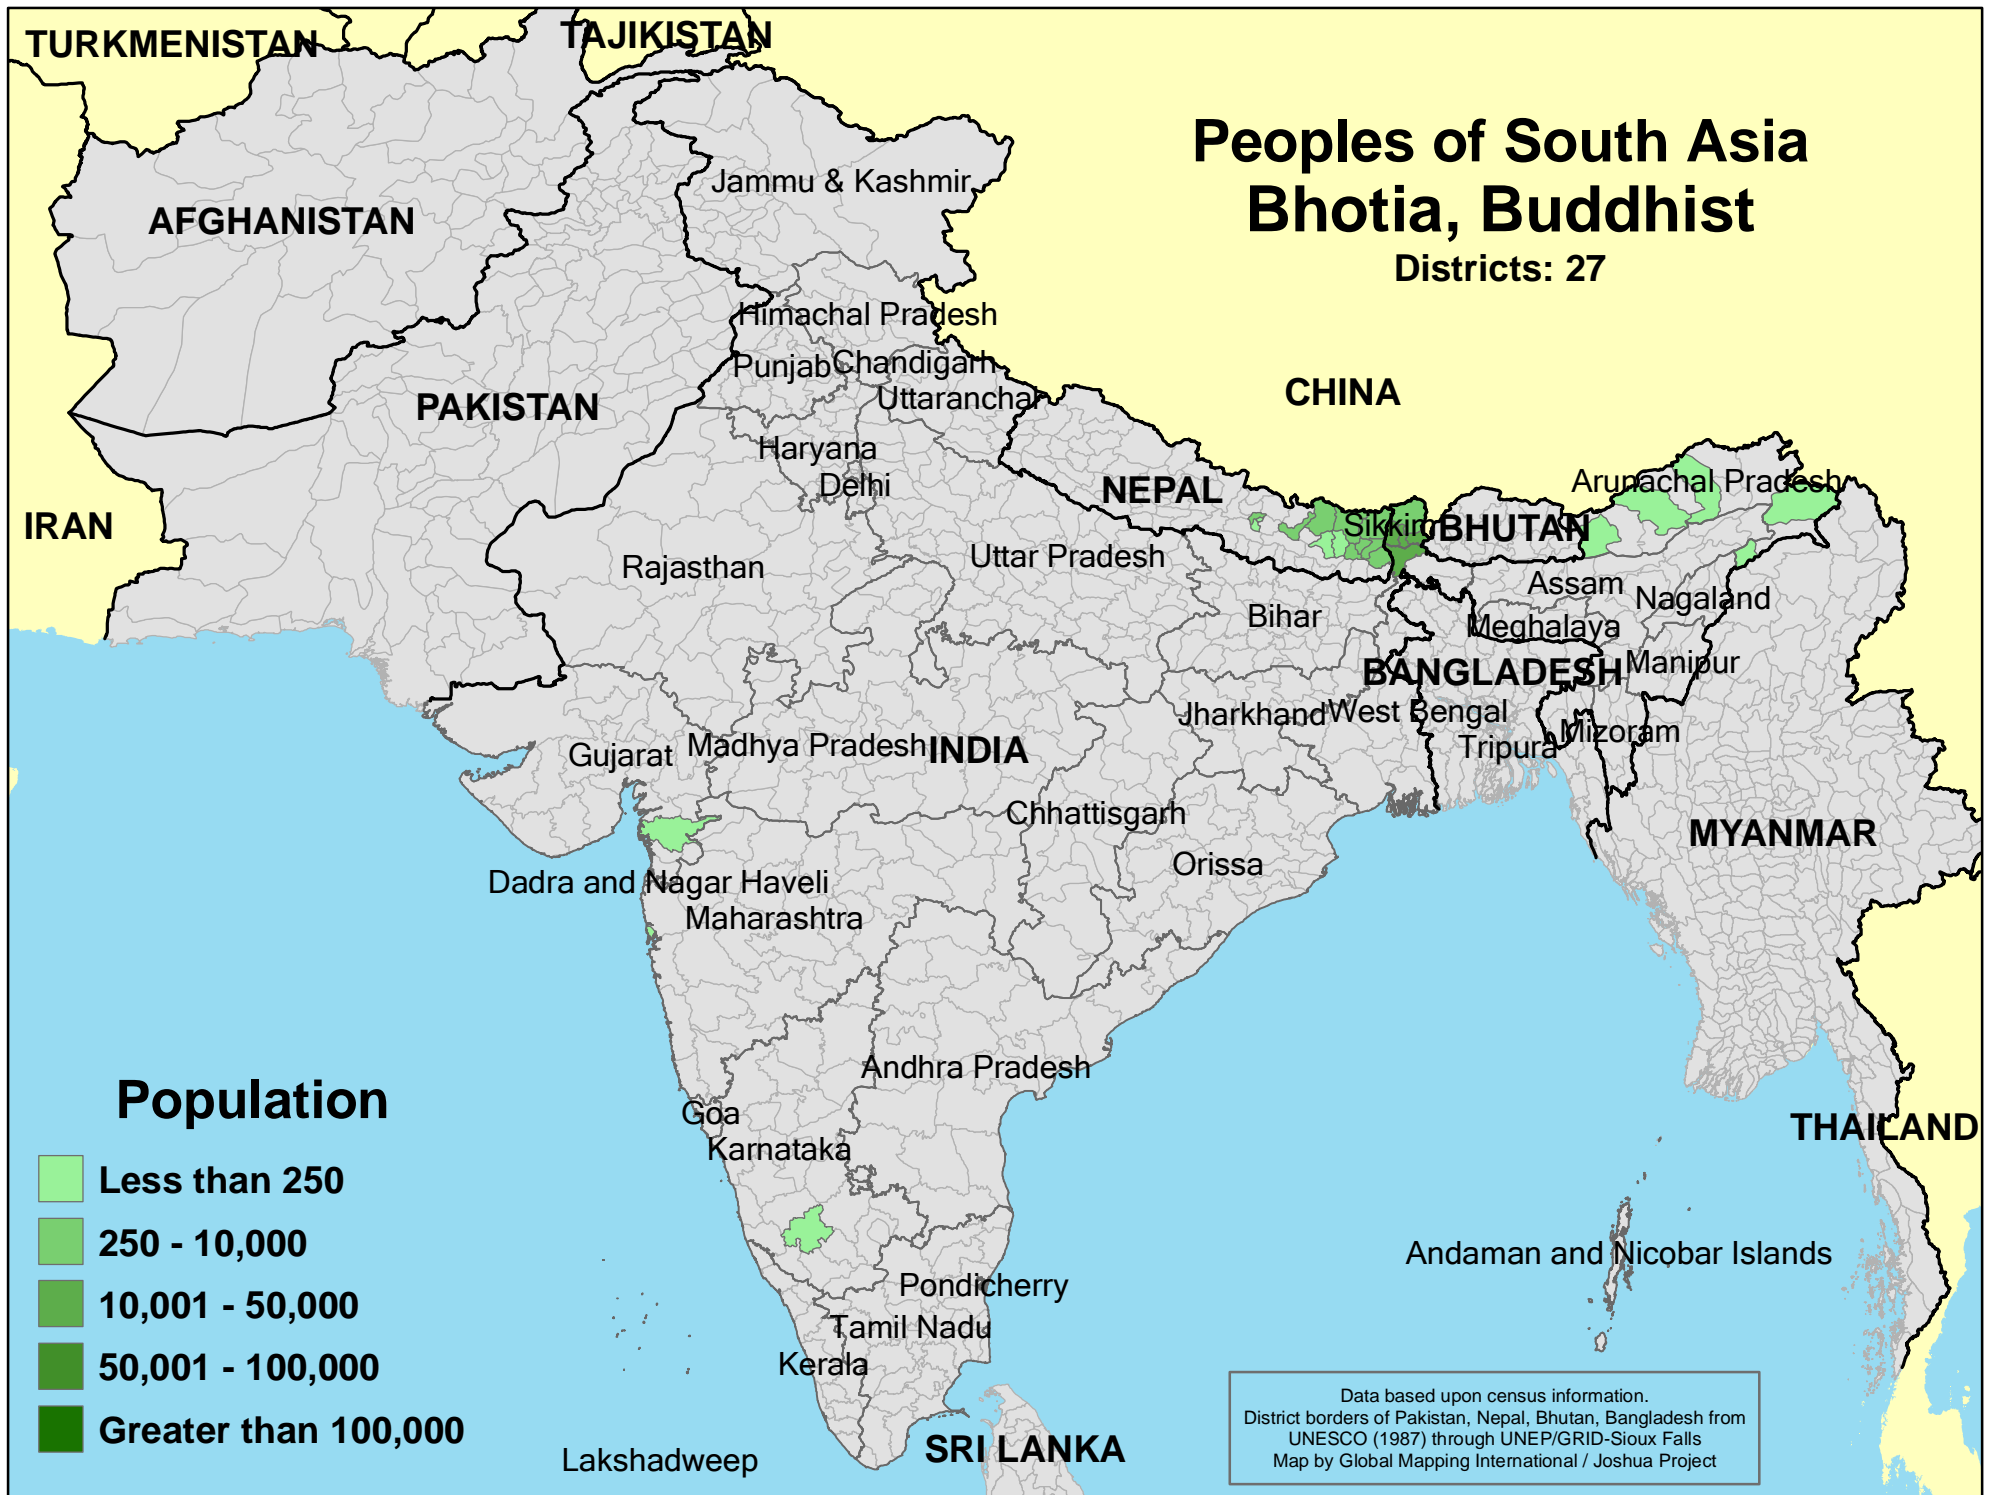 TURKMENISTAN
TAJIKISTAN
Peoples of South Asia
Bhotia, Buddhist
Districts: 27
Jammu & Kashmir
AFGHANISTAN
Himachal Pradesh
Punjab
Chandigarh
Uttaranchal
CHINA
PAKISTAN
Haryana
Delhi
NEPAL
Arunachal Pradesh
IRAN
Sikkim
BHUTAN
Rajasthan
Uttar Pradesh
Assam
Nagaland
Bihar
Meghalaya
BANGLADESH
Manipur
Jharkhand
West Bengal
Gujarat
Madhya Pradesh
INDIA
Tripura
Mizoram
Chhattisgarh
MYANMAR
Orissa
Dadra and Nagar Haveli
Maharashtra
Andhra Pradesh
Goa
Karnataka
THAILAND
Population
Less than 250
250 - 10,000
10,001 - 50,000
50,001 - 100,000
Greater than 100,000
Andaman and Nicobar Islands
Pondicherry
Tamil Nadu
Kerala
Lakshadweep
SRI LANKA
Data based upon census information.
District borders of Pakistan, Nepal, Bhutan, Bangladesh from
UNESCO (1987) through UNEP/GRID-Sioux Falls
Map by Global Mapping International / Joshua Project